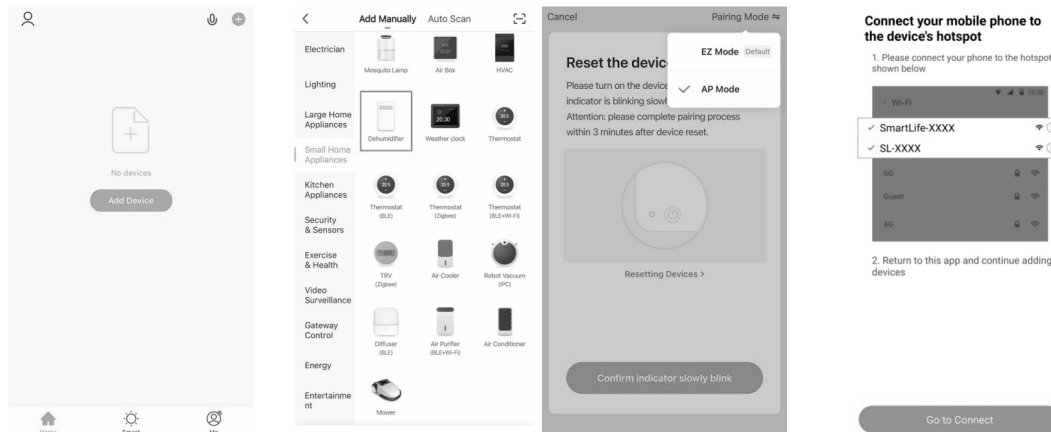 No devices
Add Device
Home
Smart
Me
Add Manually
Auto Scan
Electrician
Lighting
Large Home
Appliances
Small Home
Appliances
Kitchen
Appliances
Security
& Sensors
Exercise
& Health
Video
Surveillance
Gateway
Control
Energy
Entertainme
nt
Mosquito Lamp
Air Box
HVAC
Dehumidifier
20:30
Weather clock
Thermostat
Thermostat
(BLE)
Thermostat
(Zigbee)
Thermostat
(BLE+Wi-Fi)
TRV
(Zigbee)
Air Cooler
Robot Vacuum
(IPC)
Diffuser
(BLE)
Air Purifier
(BLE+Wi-Fi)
Air Conditioner
Mower
Cancel
Pairing Mode
EZ Mode Default
AP Mode
Reset the devic
Please turn on the device
indicator is blinking slowl
Attention: please complete pairing process
within 3 minutes after device reset.
Resetting Devices >
Confirm indicator slowly blink
Connect your mobile phone to
the device's hotspot
1. Please connect your phone to the hotspot
shown below
12:30
Wi-Fi
SmartLife-XXXX
SL-XXXX
5G
Guest
4G
2. Return to this app and continue adding
devices
Go to Connect